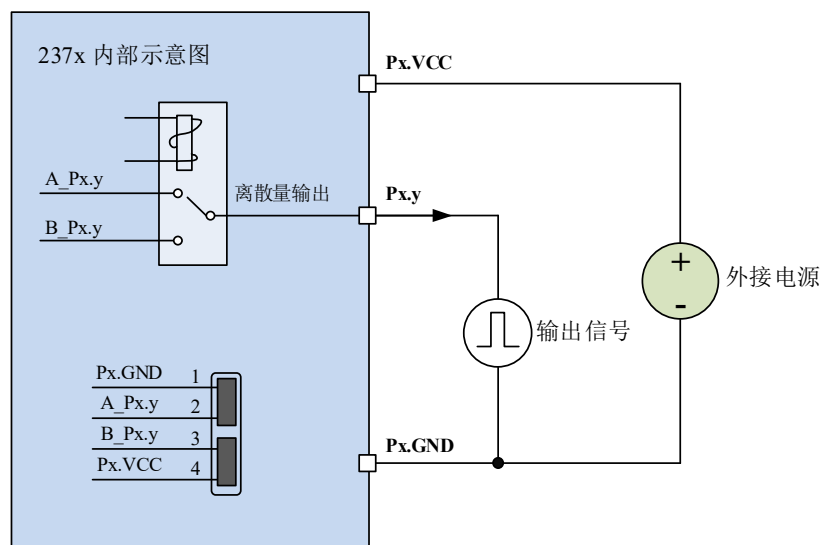 237x 内部示意图
Px.VCC
A_Px.y
离散量输出
Px.y
B_Px.y
+
-
外接电源
输出信号
Px.GND 1
A_Px.y 2
B_Px.y 3
Px.VCC 4
Px.GND